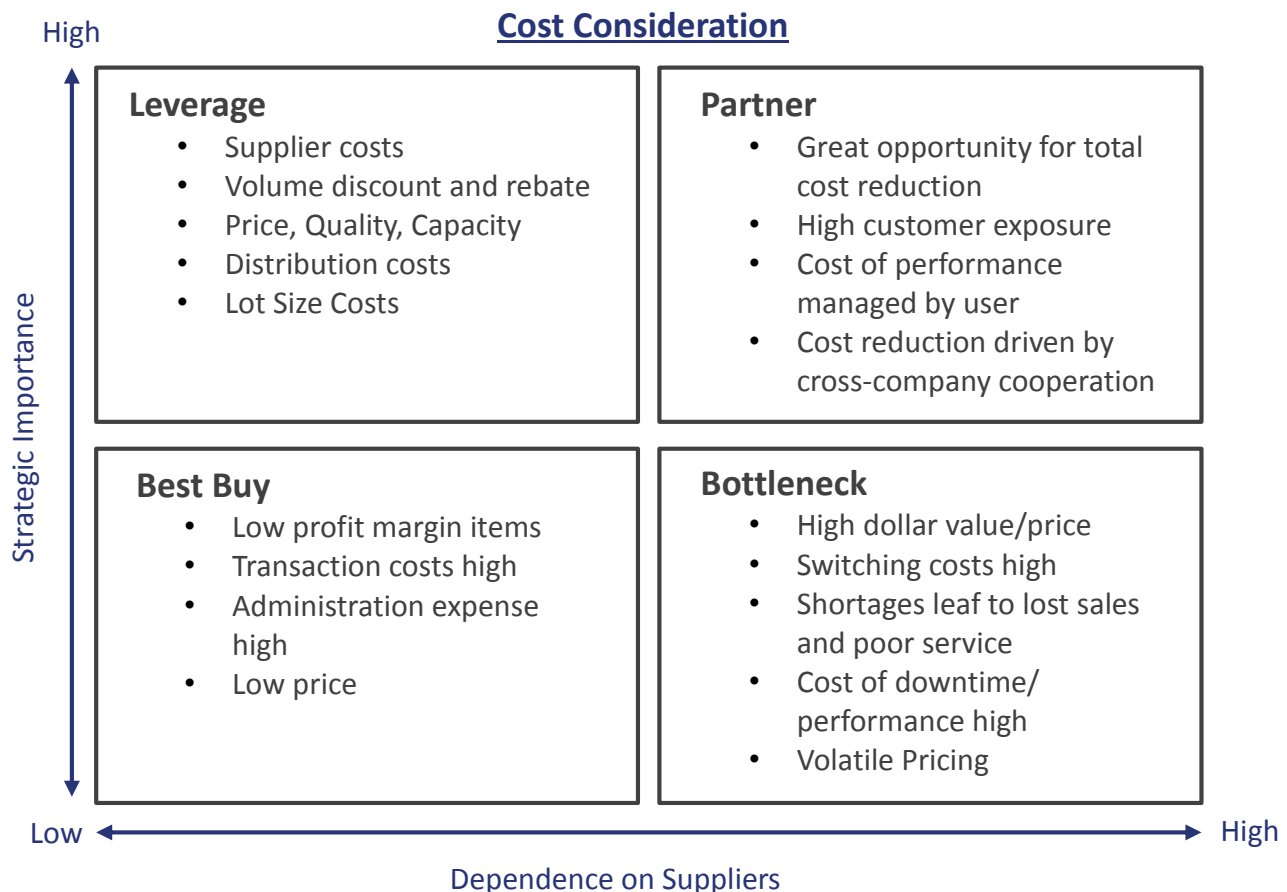 Cost Consideration
High
Leverage
• Supplier costs
• Volume discount and rebate
• Price, Quality, Capacity
• Distribution costs
• Lot Size Costs
Partner
• Great opportunity for total
cost reduction
• High customer exposure
• Cost of performance
managed by user
• Cost reduction driven by
cross-company cooperation
Strategic Importance
Best Buy
• Low profit margin items
• Transaction costs high
• Administration expense
high
• Low price
Bottleneck
• High dollar value/price
• Switching costs high
• Shortages leaf to lost sales
and poor service
• Cost of downtime/
performance high
• Volatile Pricing
Low
High
Dependence on Suppliers